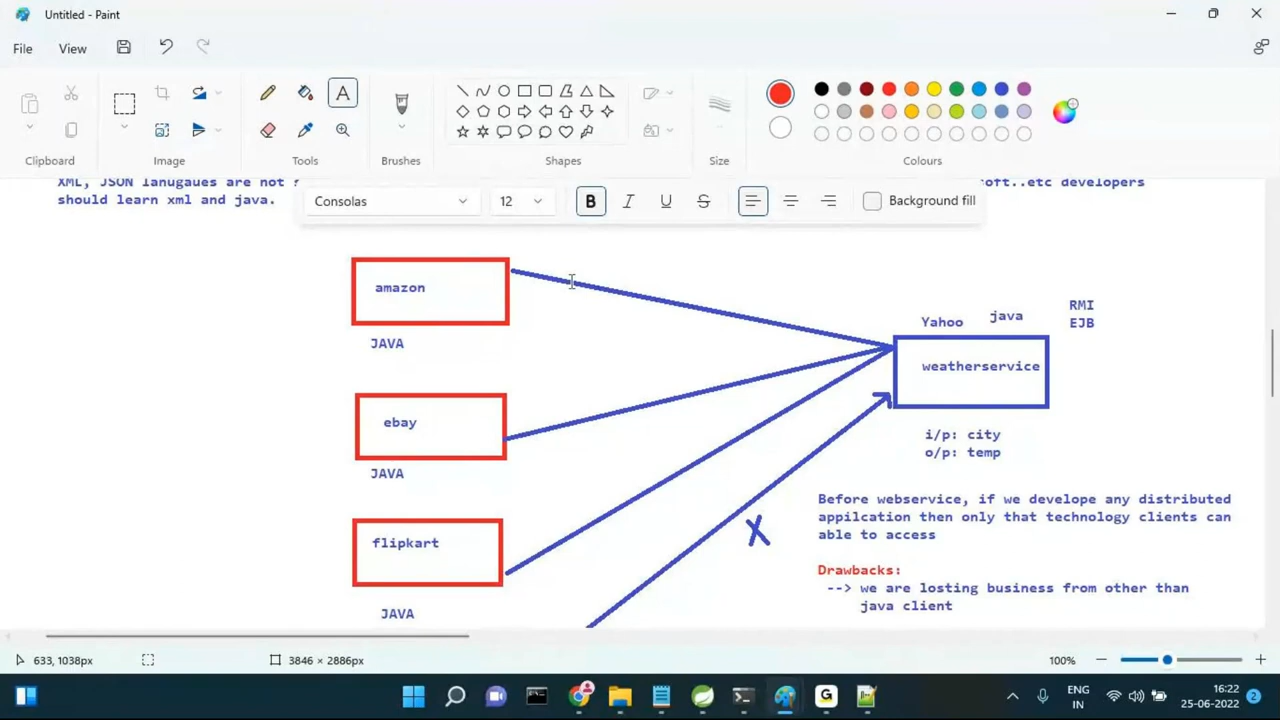 Untitled - Paint
File View
Clipboard Image Tools Brushes Shapes Size Colours
XML, JSON lanugaues are not
oft..etc developers
should learn xml and java.
Consolas 12 B I U S Background fill
amazon
JAVA
ebay
JAVA
flipkart
JAVA
Yahoo java RMI
EJB
weatherservice
i/p: city
o/p: temp
X
Before webservice, if we develope any distributed
appilcation then only that technology clients can
able to access
Drawbacks:
--> we are losting business from other than
java client
633, 1038px 3846 × 2886px 100%
ENG
IN
16:22
25-06-2022
2